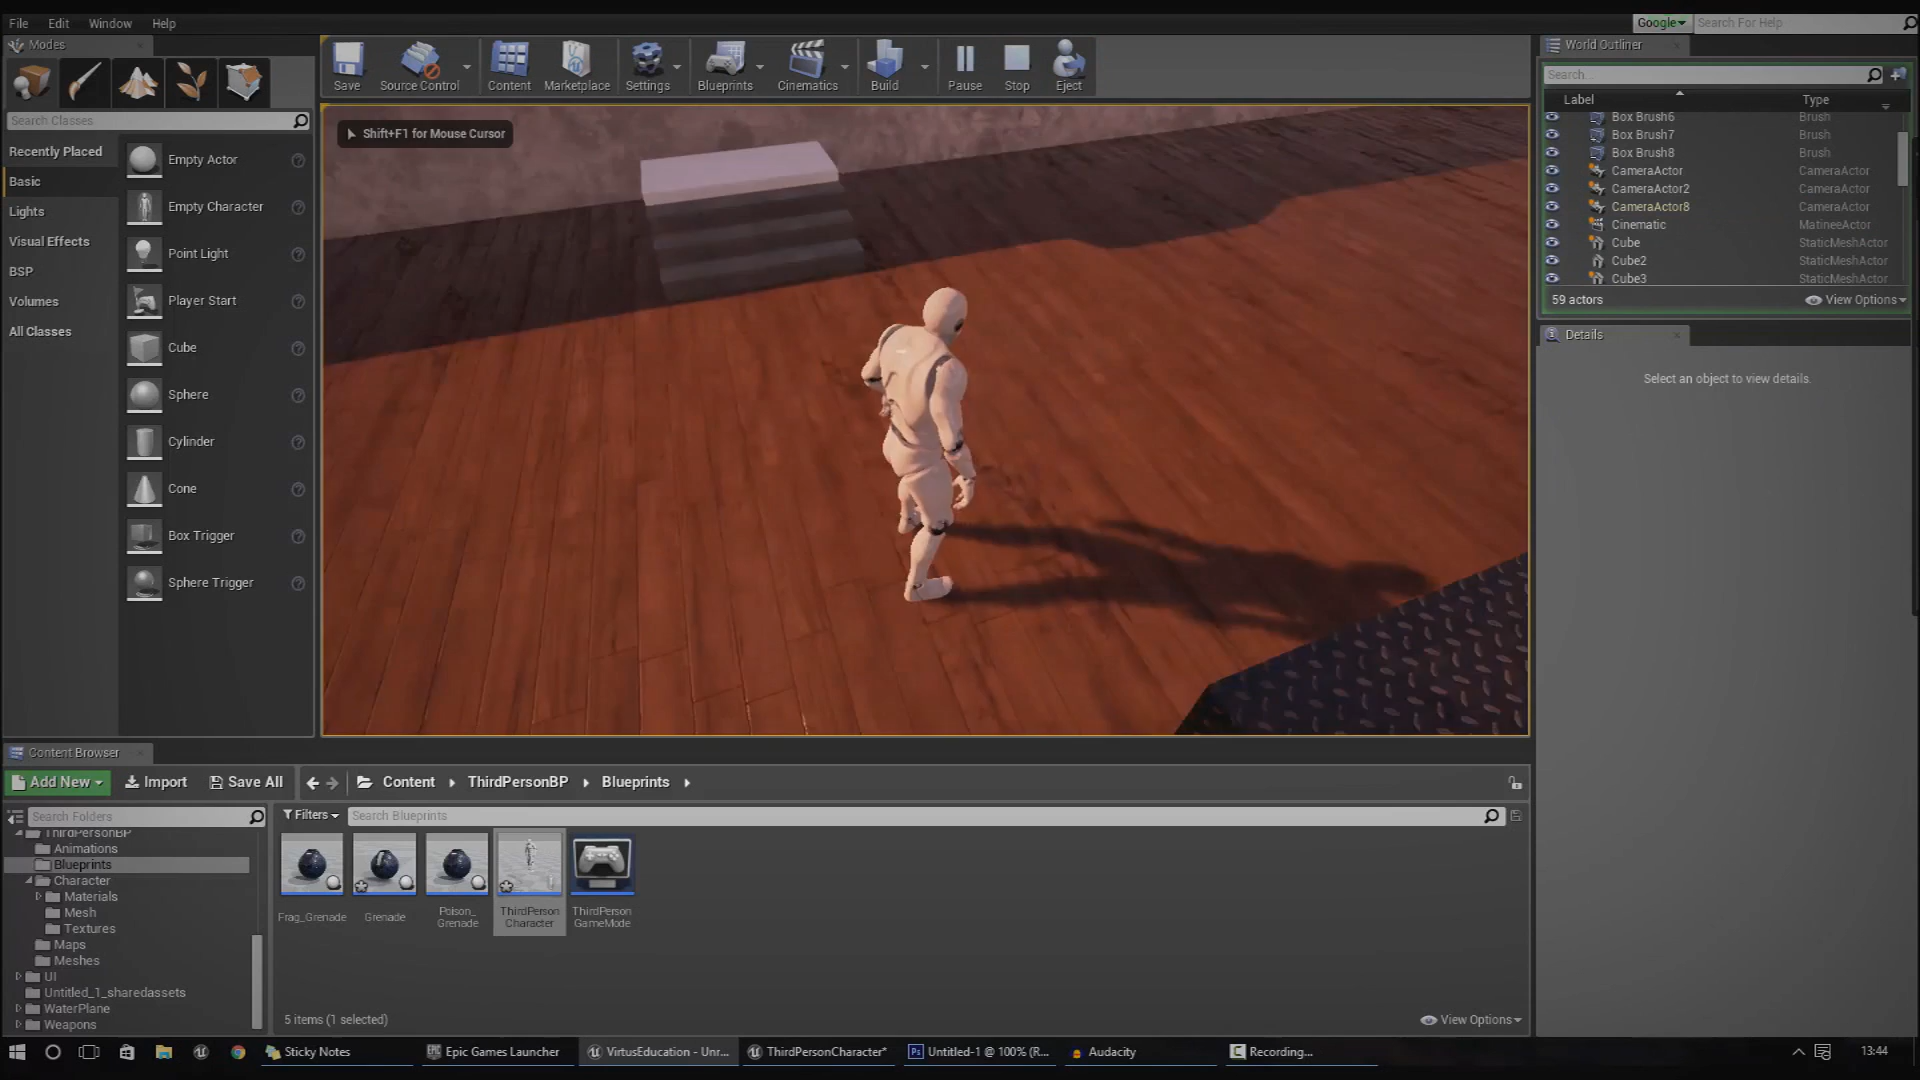 File Edit Window Help
Google
Search For Help
Modes
Save
Source Control
Content
Marketplace
Settings
Blueprints
Cinematics
Build
Pause
Stop
Eject
Search Classes
Recently Placed
Basic
Lights
Visual Effects
BSP
Volumes
All Classes
Empty Actor
Empty Character
Point Light
Player Start
Cube
Sphere
Cylinder
Cone
Box Trigger
Sphere Trigger
Shift+F1 for Mouse Cursor
World Outliner
Search...
Label Type
Box Brush6 Brush
Box Brush7 Brush
Box Brush8 Brush
CameraActor CameraActor
CameraActor2 CameraActor
CameraActor8 CameraActor
Cinematic MatineeActor
Cube StaticMeshActor
Cube2 StaticMeshActor
Cube3 StaticMeshActor
59 actors
View Options
Details
Select an object to view details.
Content Browser
Add New Import Save All Content ThirdPersonBP Blueprints
Search Folders
ThirdPersonBP
Animations
Blueprints
Character
Materials
Mesh
Textures
Maps
Meshes
UI
Untitled_1_sharedassets
WaterPlane
Weapons
Filters Search Blueprints
Frag_Grenade
Grenade
Poison_
Grenade
ThirdPerson
Character
ThirdPerson
GameMode
5 items (1 selected)
View Options
Sticky Notes
EPIC GAMES
Epic Games Launcher
VirtusEducation - Unr...
ThirdPersonCharacter*
Ps Untitled-1 @ 100% (R...
Audacity
C Recording...
13:44